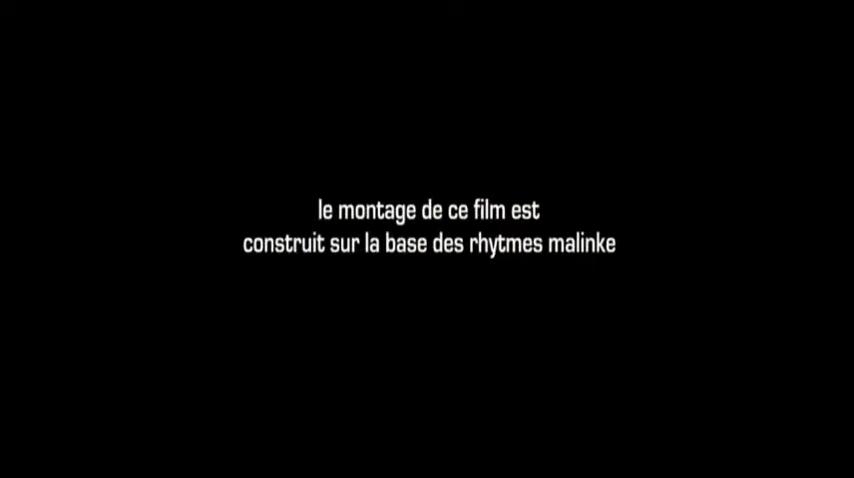 le montage de ce film est
construit sur la base des rhytmes malinke